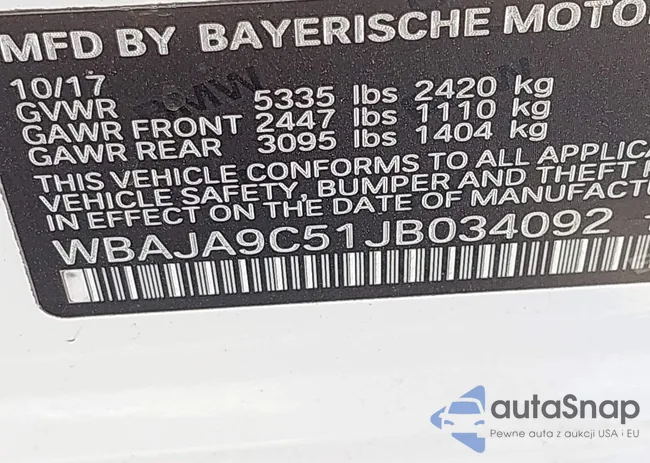 MFD BY BAYERISCHE MOTOR
10/17
GVWR 5335 lbs 2420 kg
GAWR FRONT 2447 lbs 1110 kg
GAWR REAR 3095 lbs 1404 kg
THIS VEHICLE CONFORMS TO ALL APPLICA
VEHICLE SAFETY, BUMPER AND THEFT P
IN EFFECT ON THE DATE OF MANUFACTU
WBAJA9C51JB034092
autaSnap
Pewne auta z aukcji USA i EU